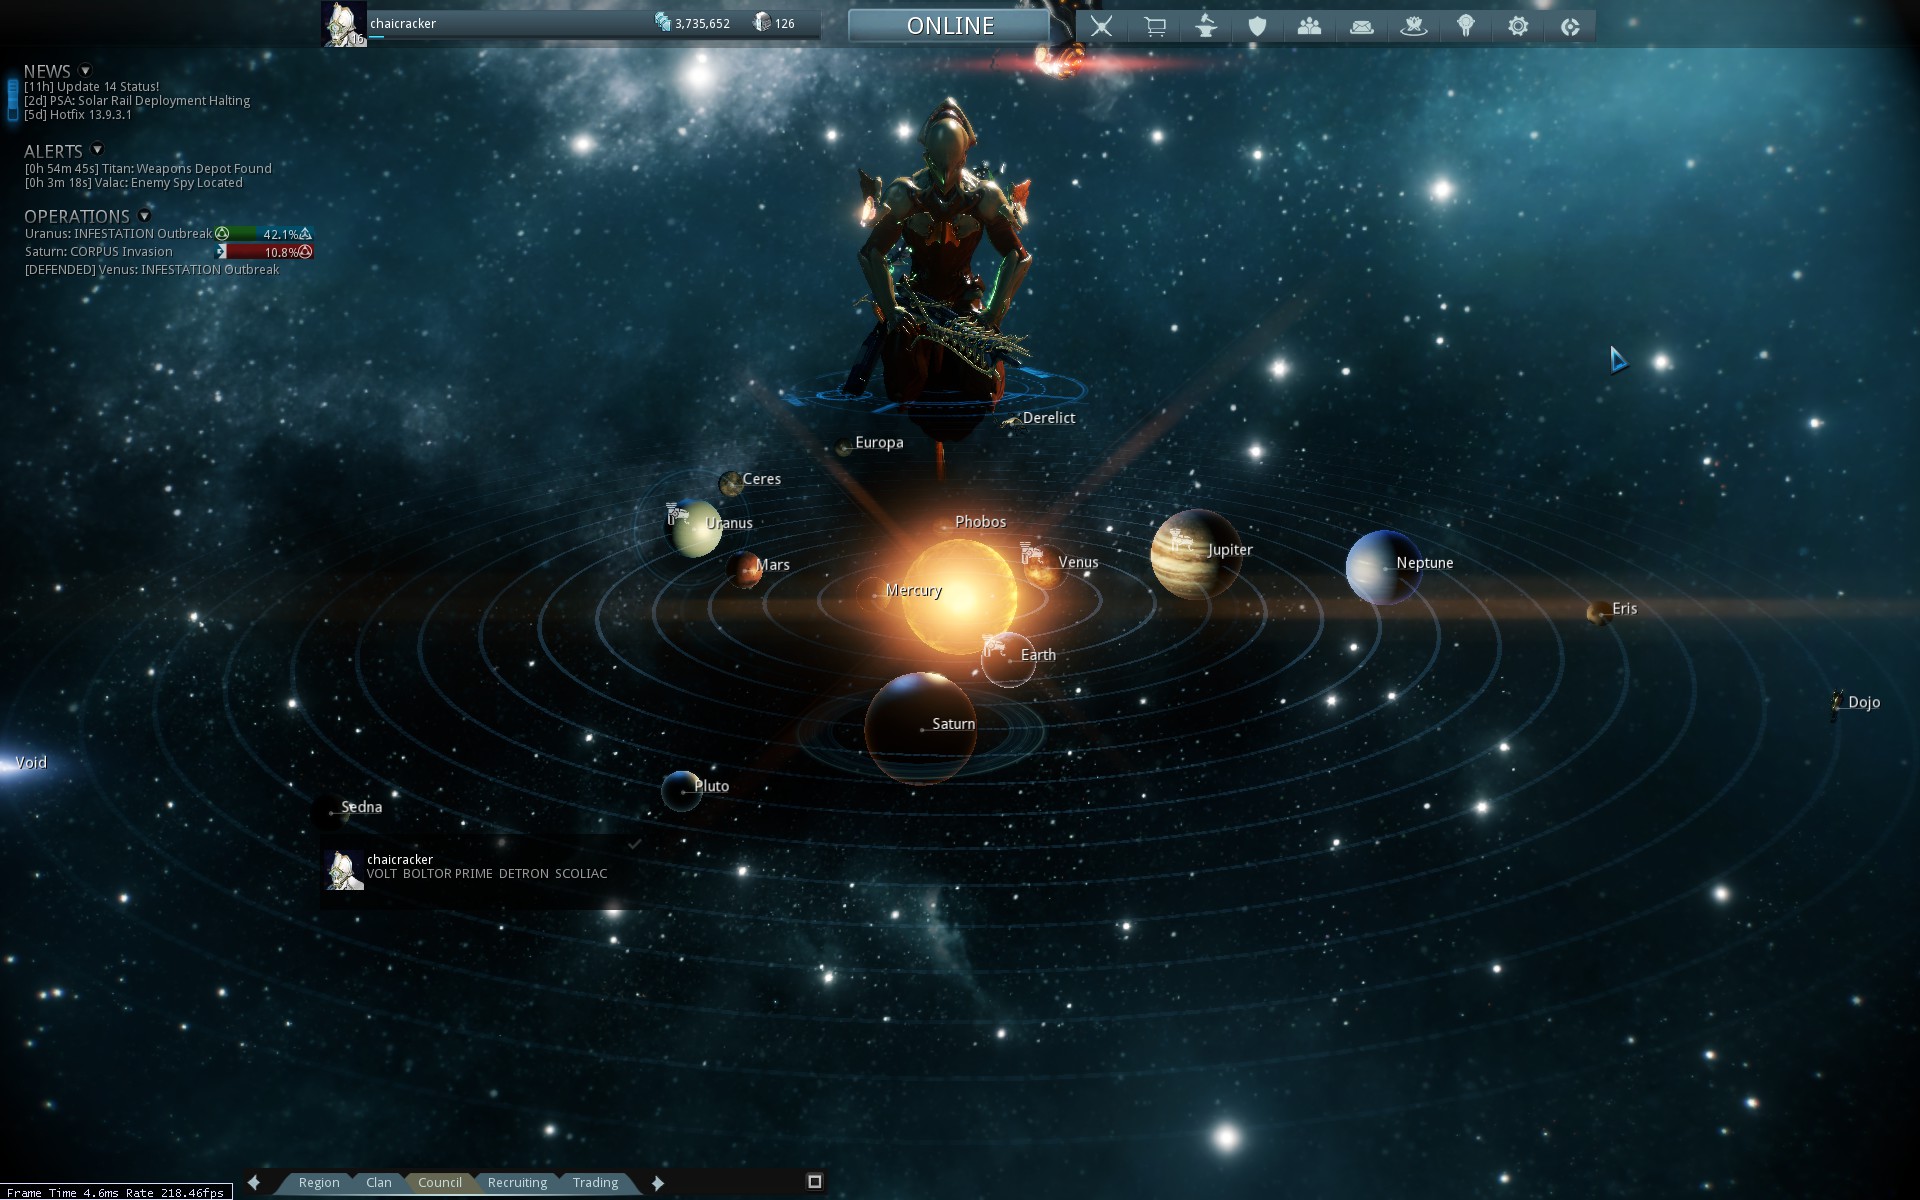 chaicracker 3,735,652 126 ONLINE
16
NEWS
[11h] Update 14 Status!
[2d] PSA: Solar Rail Deployment Halting
[5d] Hotfix 13.9.3.1
ALERTS
[0h 54m 45s] Titan: Weapons Depot Found
[0h 3m 18s] Valac: Enemy Spy Located
OPERATIONS
Uranus: INFESTATION Outbreak 42.1%
Saturn: CORPUS Invasion 10.8%
[DEFENDED] Venus: INFESTATION Outbreak
Derelict
Europa
Ceres
Uranus
Phobos
Jupiter
Mars
Venus
Neptune
Mercury
Eris
Earth
Dojo
Saturn
Void
Pluto
Sedna
chaicracker
VOLT BOLTOR PRIME DETRON SCOLIAC
Region Clan Council Recruiting Trading
Frame Time 4.6ms Rate 218.46fps